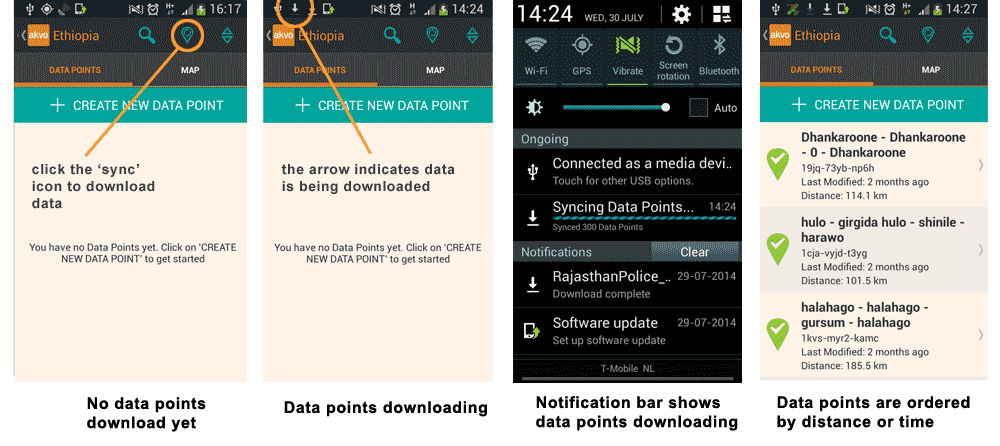 16:17
akvo Ethiopia
DATA POINTS MAP
+ CREATE NEW DATA POINT
click the ‘sync’
icon to download
data
You have no Data Points yet. Click on 'CREATE
NEW DATA POINT' to get started
No data points
download yet
14:24
akvo Ethiopia
DATA POINTS MAP
+ CREATE NEW DATA POINT
the arrow indicates data
is being downloaded
You have no Data Points yet. Click on 'CREATE
NEW DATA POINT' to get started
Data points downloading
14:24 WED, 30 JULY
Wi-Fi GPS Vibrate Screen rotation Bluetooth
Auto
Ongoing
Connected as a media devi..
Touch for other USB options.
Syncing Data Points... 14:24
Synced 300 Data Points
Notifications Clear
RajasthanPolice_.. 29-07-2014
Download complete
Software update 29-07-2014
Set up software update
T-Mobile NL
Notification bar shows
data points downloading
14:27
akvo Ethiopia
DATA POINTS MAP
+ CREATE NEW DATA POINT
Dhankaroone - Dhankaroone
- 0 - Dhankaroone
19jq-73yb-np6h
Last Modified: 2 months ago
Distance: 114.1 km
hulo - girgida hulo - shinile -
harawo
1cja-vyjd-t3yg
Last Modified: 2 months ago
Distance: 101.5 km
halahago - halahago -
gursum - halahago
1kvs-myr2-kamc
Last Modified: 2 months ago
Distance: 185.5 km
Data points are ordered
by distance or time